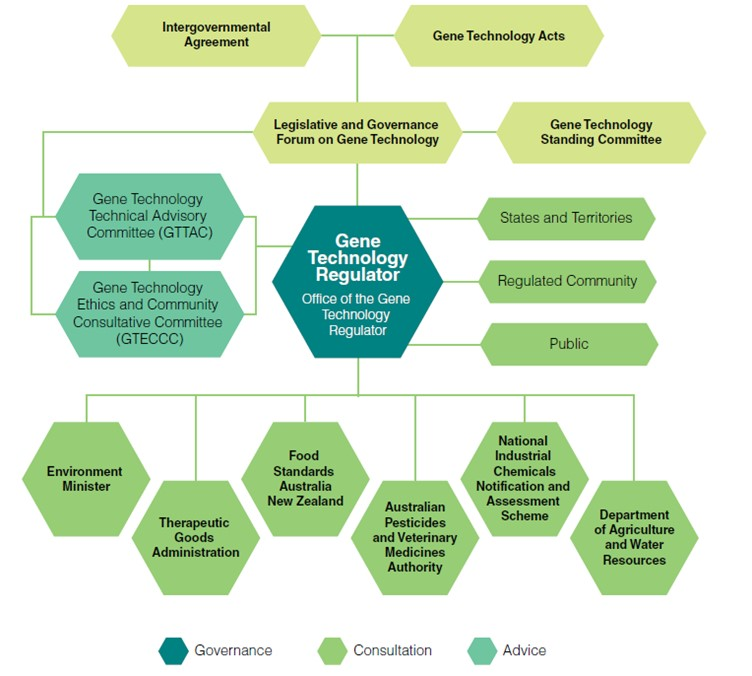 Intergovernmental
Agreement
Gene Technology Acts
Legislative and Governance
Forum on Gene Technology
Gene Technology
Standing Committee
Gene Technology
Technical Advisory
Committee (GTTAC)
Gene Technology
Ethics and Community
Consultative Committee
(GTECCC)
Gene
Technology
Regulator
Office of the Gene
Technology
Regulator
States and Territories
Regulated Community
Public
Environment
Minister
Therapeutic
Goods
Administration
Food
Standards
Australia
New Zealand
Australian
Pesticides
and Veterinary
Medicines
Authority
National
Industrial
Chemicals
Notification and
Assessment
Scheme
Department
of Agriculture
and Water
Resources
Governance
Consultation
Advice